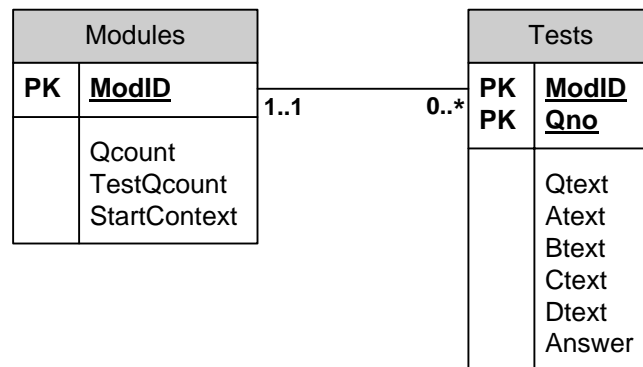 Modules
PK ModID
Qcount
TestQcount
StartContext
1..1
0..*
Tests
PK ModID
PK Qno
Qtext
Atext
Btext
Ctext
Dtext
Answer